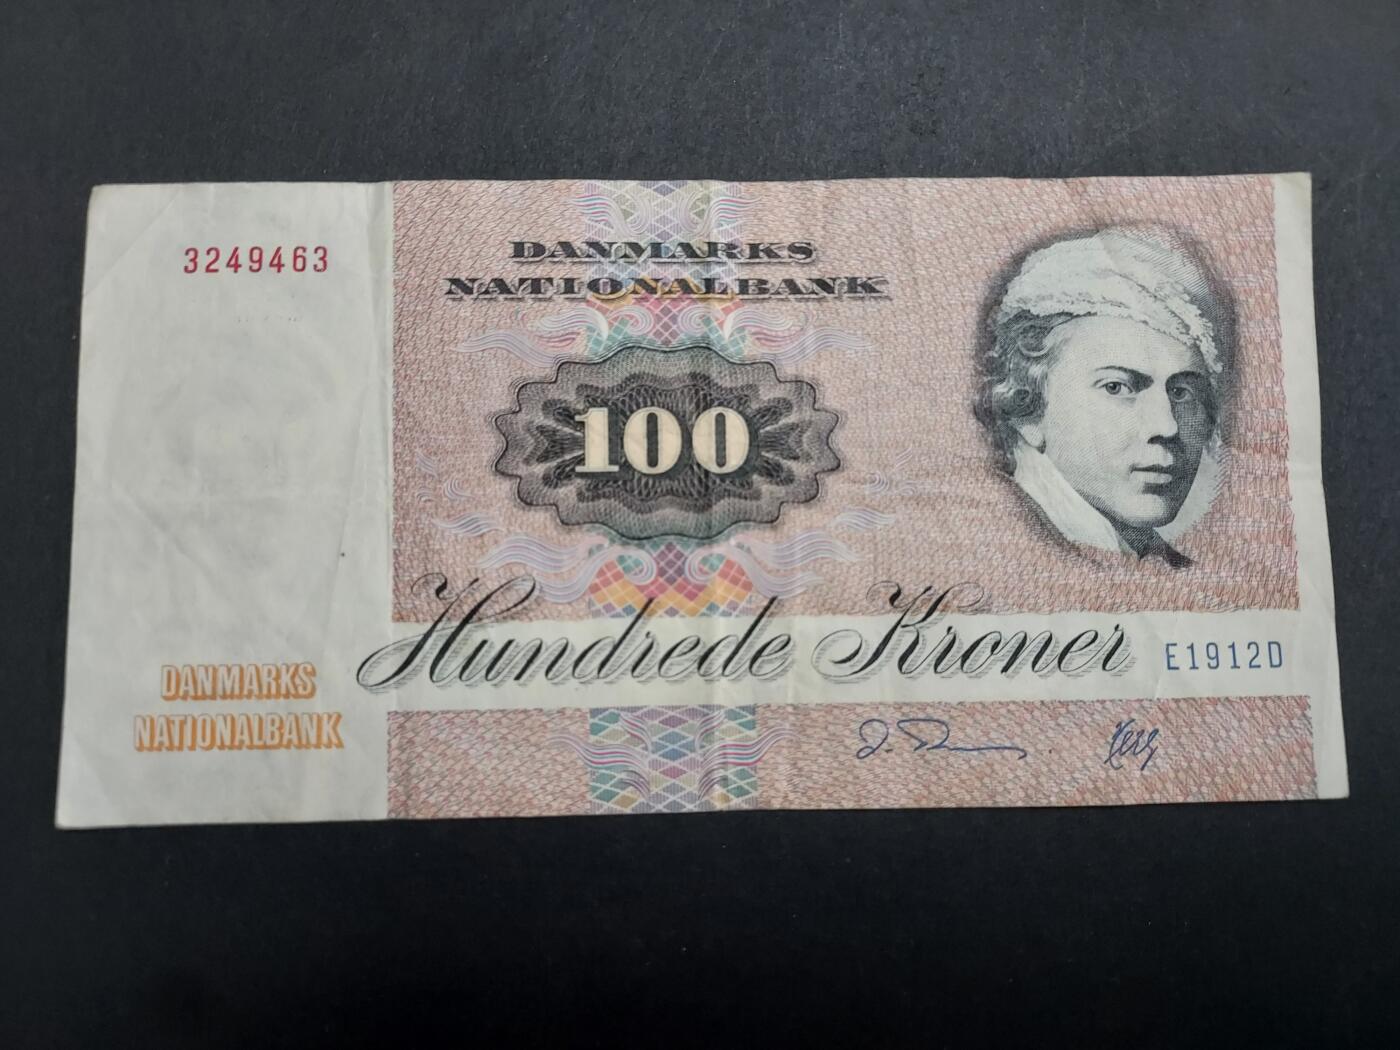 3249463
DANMARKS
NATIONALBANK
100
Hundrede Kroner
E1912D
DANMARKS
NATIONALBANK